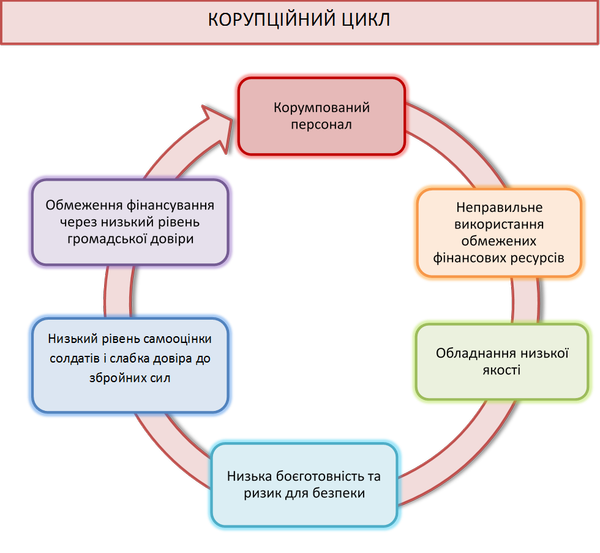 КОРУПЦІЙНИЙ ЦИКЛ
Корумпований
персонал
Неправильне
використання
обмежених
фінансових ресурсів
Обладнання низької
якості
Низька боєготовність та
ризик для безпеки
Низький рівень самооцінки
солдатів і слабка довіра до
збройних сил
Обмеження фінансування
через низький рівень
громадської довіри